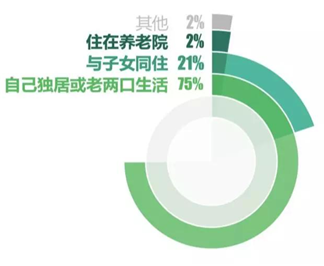 其他 2%
住在养老院 2%
与子女同住 21%
自己独居或老两口生活 75%